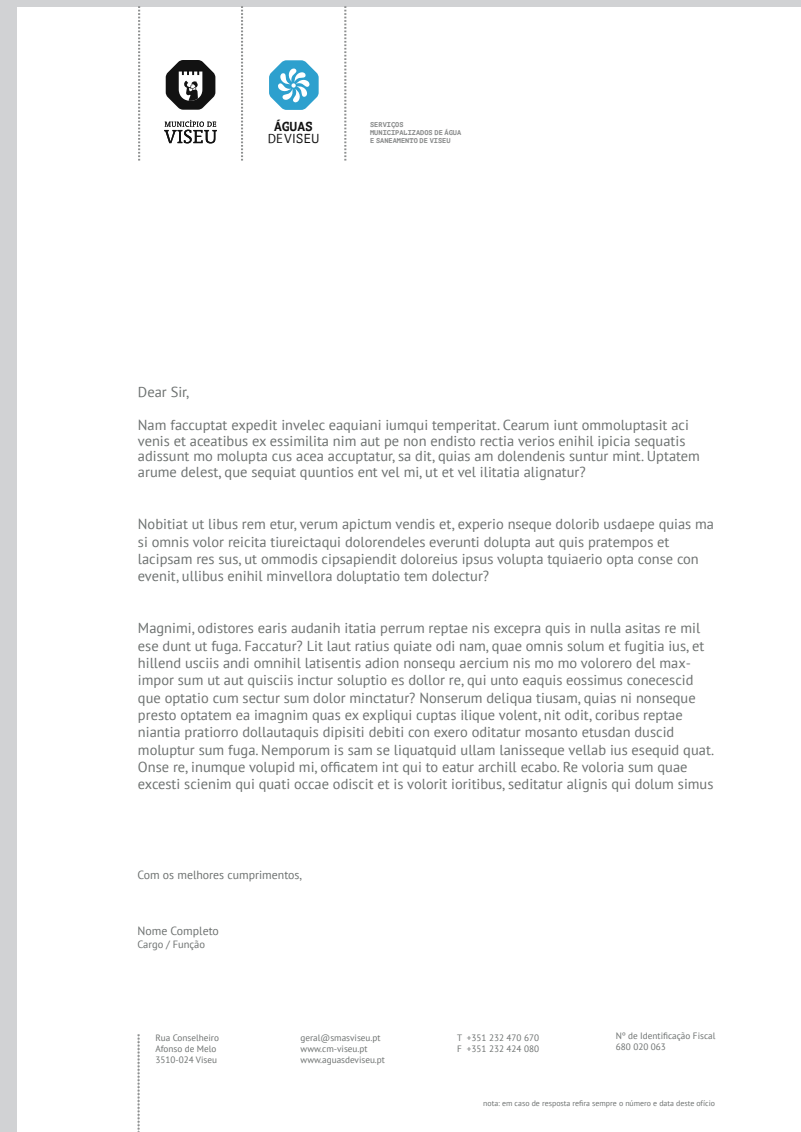 MUNICÍPIO DE
VISEU
ÁGUAS
DEVISEU
SERVIÇOS
MUNICIPALIZADOS DE ÁGUA
E SANEAMENTO DE VISEU
Dear Sir,
Nam faccuptat expedit invelec eaquiani iumqui temperitat. Cearum iunt ommoluptasit aci
venis et aceatibus ex essimilita nim aut pe non endisto rectia verios enihil ipicia sequatis
adissunt mo molupta cus acea accuptatur, sa dit, quias am dolendenis suntur mint. Uptatem
arume delest, que sequiat quuntios ent vel mi, ut et vel ilitatia alignatur?
Nobitiat ut libus rem etur, verum apictum vendis et, experio nseque dolorib usdaepe quias ma
si omnis volor reicita tiureictaqui dolorendeles everunti dolupta aut quis pratempos et
lacipsam res sus, ut ommodis cipsapiendit doloreius ipsus volupta tquiaerio opta conse con
evenit, ullibus enihil minvellora doluptatio tem dolectur?
Magnimi, odistores earis audanih itatia perrum reptae nis excepra quis in nulla asitas re mil
ese dunt ut fuga. Faccatur? Lit laut ratius quiate odi nam, quae omnis solum et fugitia ius, et
hillend usciis andi omnihil latisentis adion nonsequ aercium nis mo mo volorero del max-
impor sum ut aut quisciis inctur soluptio es dollor re, qui unto eaquis eossimus conecescid
que optatio cum sectur sum dolor minctatur? Nonserum deliqua tiusam, quias ni nonseque
presto optatem ea imagnim quas ex expliqui cuptas ilique volent, nit odit, coribus reptae
niantia pratiorro dollautaquis dipisiti debiti con exero oditatur mosanto etusdan duscid
moluptur sum fuga. Nemporum is sam se liquatquid ullam lanisseque vellab ius esequid quat.
Onse re, inumque volupid mi, officatem int qui to eatur archill ecabo. Re voloria sum quae
excesti scienim qui quati occae odiscit et is volorit ioritibus, seditatur alignis qui dolum simus
Com os melhores cumprimentos,
Nome Completo
Cargo / Função
Rua Conselheiro
Afonso de Melo
3510-024 Viseu
geral@smasviseu.pt
www.cm-viseu.pt
www.aguasdeviseu.pt
T +351 232 470 670
F +351 232 424 080
Nº de Identificação Fiscal
680 020 063
nota: em caso de resposta refira sempre o número e data deste ofício